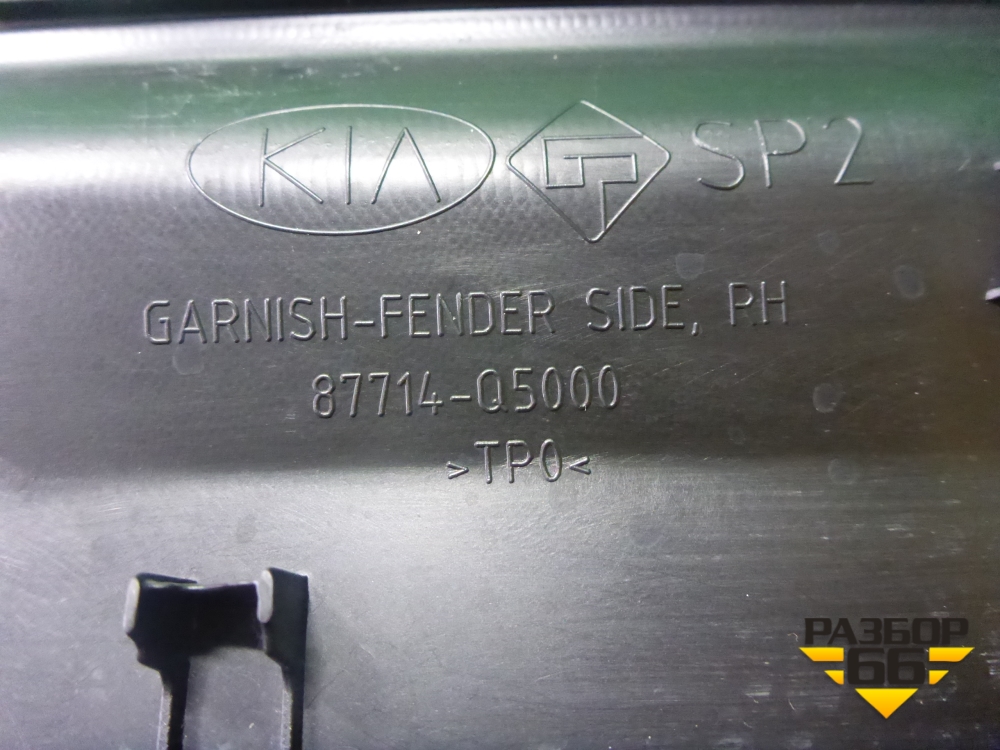 KIA SP2
GARNISH-FENDER SIDE, RH
87714-Q5000
>TPO<
РАЗБОР
66